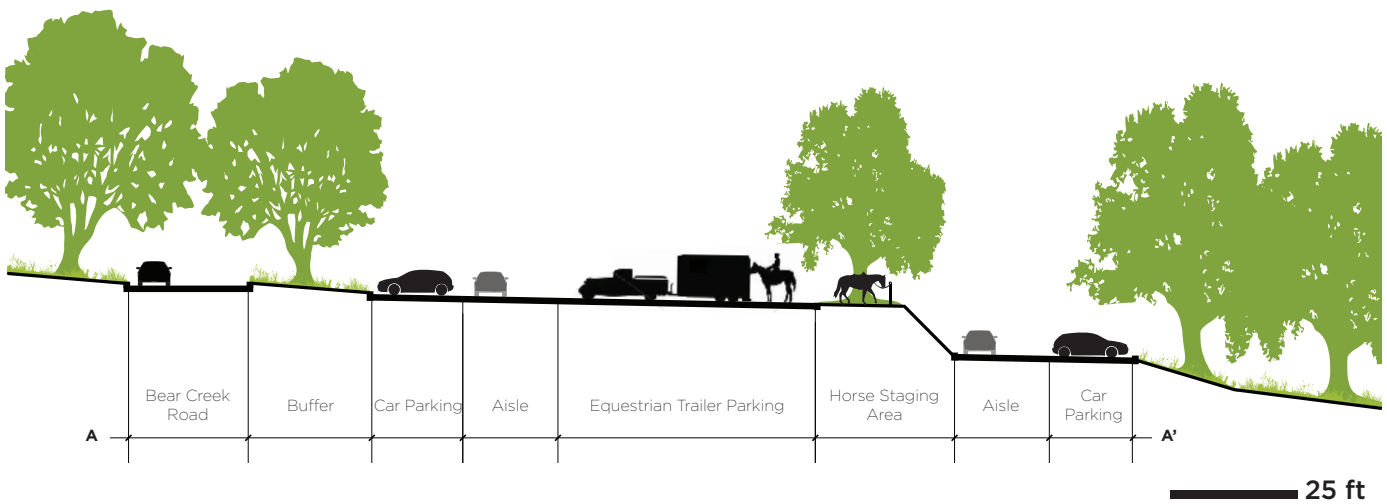 Bear Creek
Road
Buffer
Car Parking
Aisle
Equestrian Trailer Parking
Horse Staging
Area
Aisle
Car
Parking
A
A’
25 ft